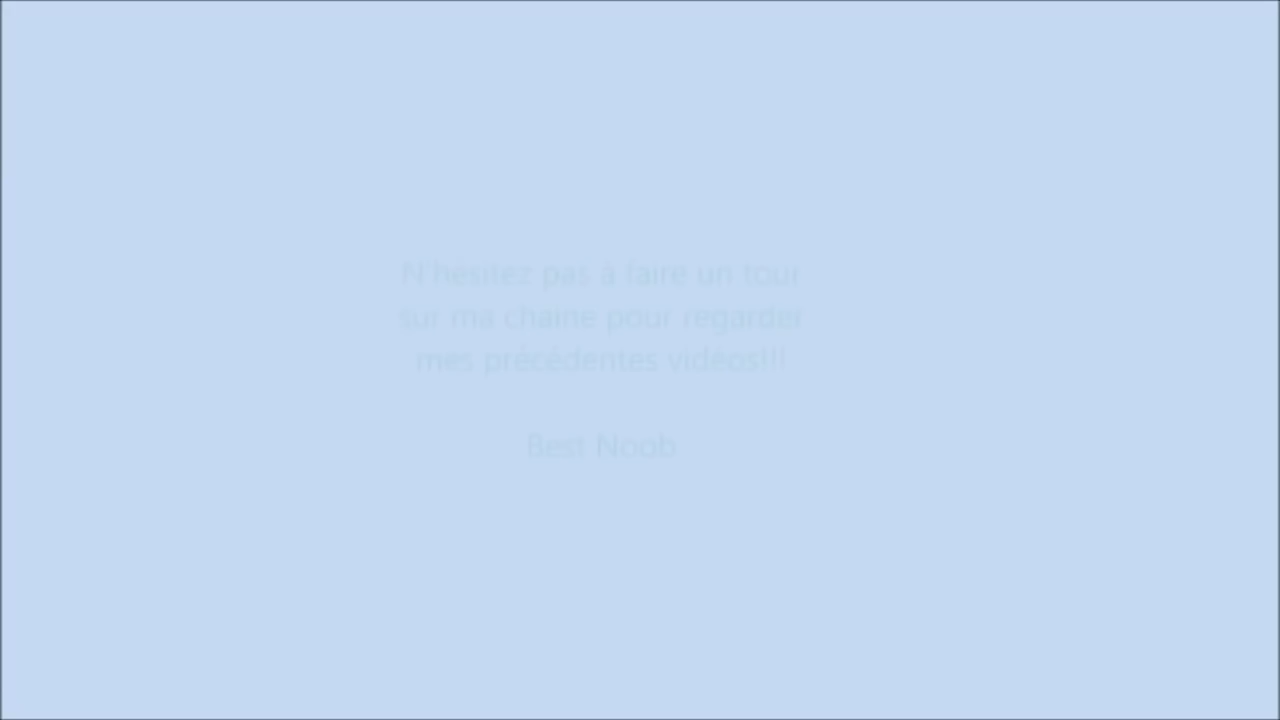 N'hésitez pas à faire un tour
sur ma chaine pour regarder
mes précédentes vidéos!!!
Best Noob